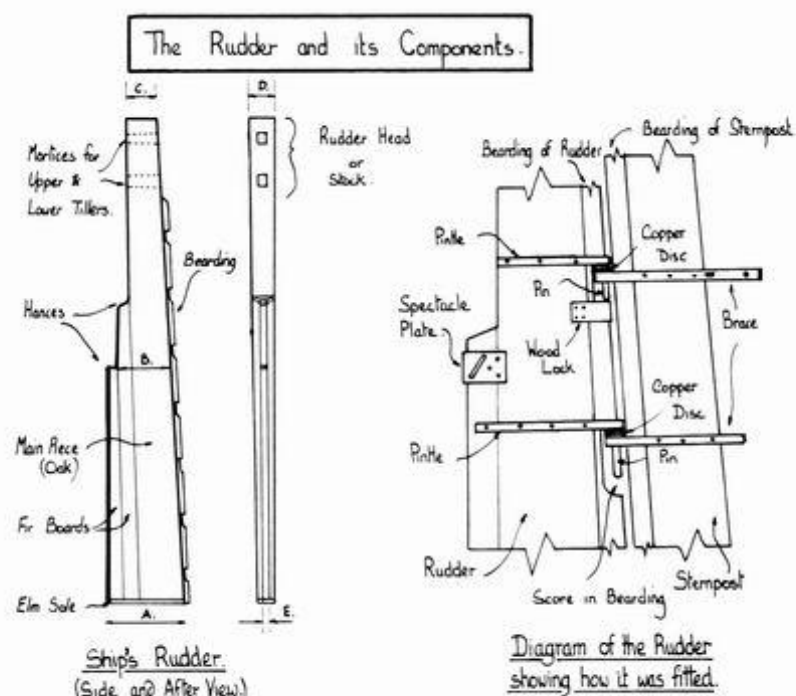 The Rudder and its Components.
C.
D.
Mortices for
Upper &
Lower Tillers.
Rudder Head
or
Stock.
Bearding
Hances
B.
Main Piece
(Oak)
Fir Boards
Elm Sole
A.
E.
Ship's Rudder.
(Side and After View.)
Bearding of Sternpost
Bearding of Rudder
Pintle
Copper
Disc
Pin
Spectacle
Plate
Wood
Lock
Brace
Copper
Disc
Pintle
Pin
Rudder
Score in Bearding
Sternpost
Diagram of the Rudder
showing how it was fitted.